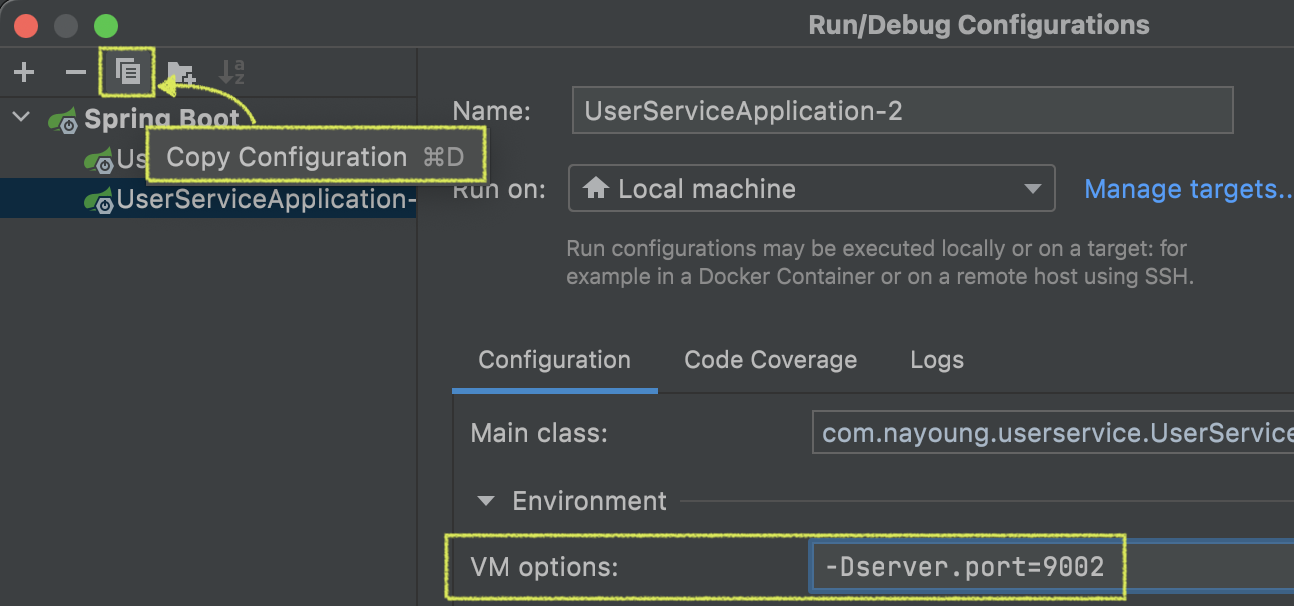 Run/Debug Configurations
a
z
Spring Boot
Us
Copy Configuration ⌘D
UserServiceApplication-
Name: UserServiceApplication-2
Run on: Local machine Manage targets..
Run configurations may be executed locally or on a target: for
example in a Docker Container or on a remote host using SSH.
Configuration Code Coverage Logs
Main class: com.nayoung.userservice.UserService
Environment
VM options: -Dserver.port=9002